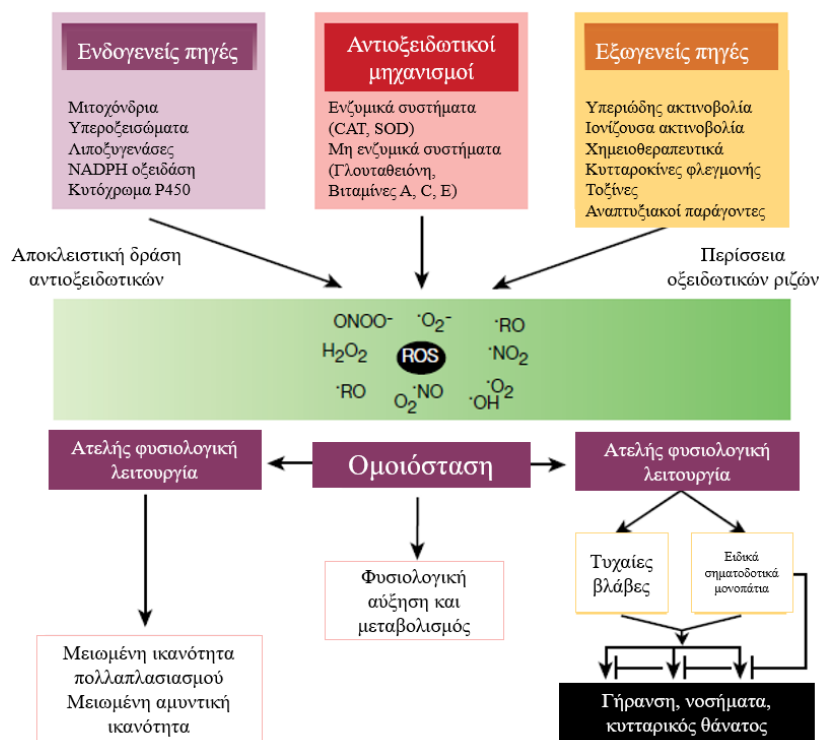 Ενδογενείς πηγές
Μιτοχόνδρια
Υπεροξεισώματα
Λιποξυγενάσες
NADPH οξειδάση
Κυτόχρωμα P450
Αντιοξειδωτικοί
μηχανισμοί
Ενζυμικά συστήματα
(CAT, SOD)
Μη ενζυμικά συστήματα
(Γλουταθειόνη,
Βιταμίνες A, C, E)
Εξωγενείς πηγές
Υπεριώδης ακτινοβολία
Ιονίζουσα ακτινοβολία
Χημειοθεραπευτικά
Κυτταροκίνες φλεγμονής
Τοξίνες
Αναπτυξιακοί παράγοντες
Αποκλειστική δράση
αντιοξειδωτικών
Περίσσεια
οξειδωτικών ριζών
ONOO⁻ ·O₂⁻ ·RO
H₂O₂ ROS ·NO₂
·RO O₂ ·NO ·OH ·O₂
Ατελής φυσιολογική
λειτουργία
Ομοιόσταση
Ατελής φυσιολογική
λειτουργία
Φυσιολογική
αύξηση και
μεταβολισμός
Τυχαίες
βλάβες
Ειδικά
σηματοδοτικά
μονοπάτια
Μειωμένη ικανότητα
πολλαπλασιασμού
Μειωμένη αμυντική
ικανότητα
Γήρανση, νοσήματα,
κυτταρικός θάνατος